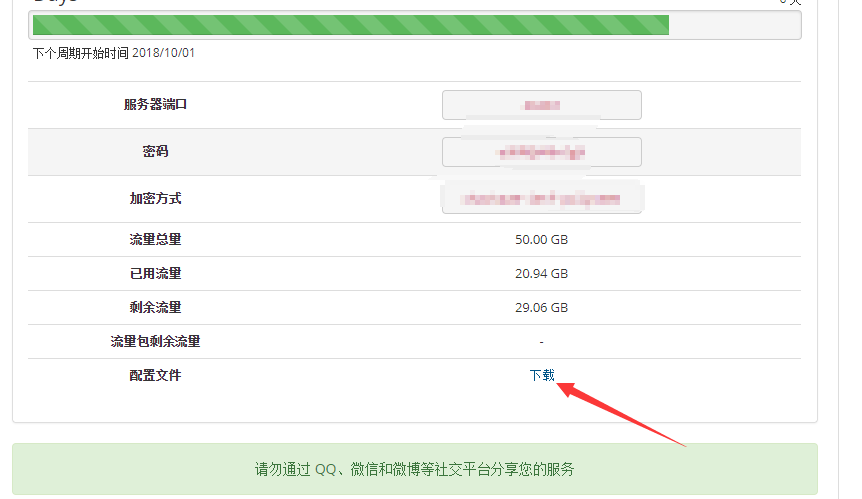 Days
下个周期开始时间 2018/10/01
服务器端口
密码
加密方式
流量总量 50.00 GB
已用流量 20.94 GB
剩余流量 29.06 GB
流量包剩余流量 -
配置文件 下载
请勿通过 QQ、微信和微博等社交平台分享您的服务